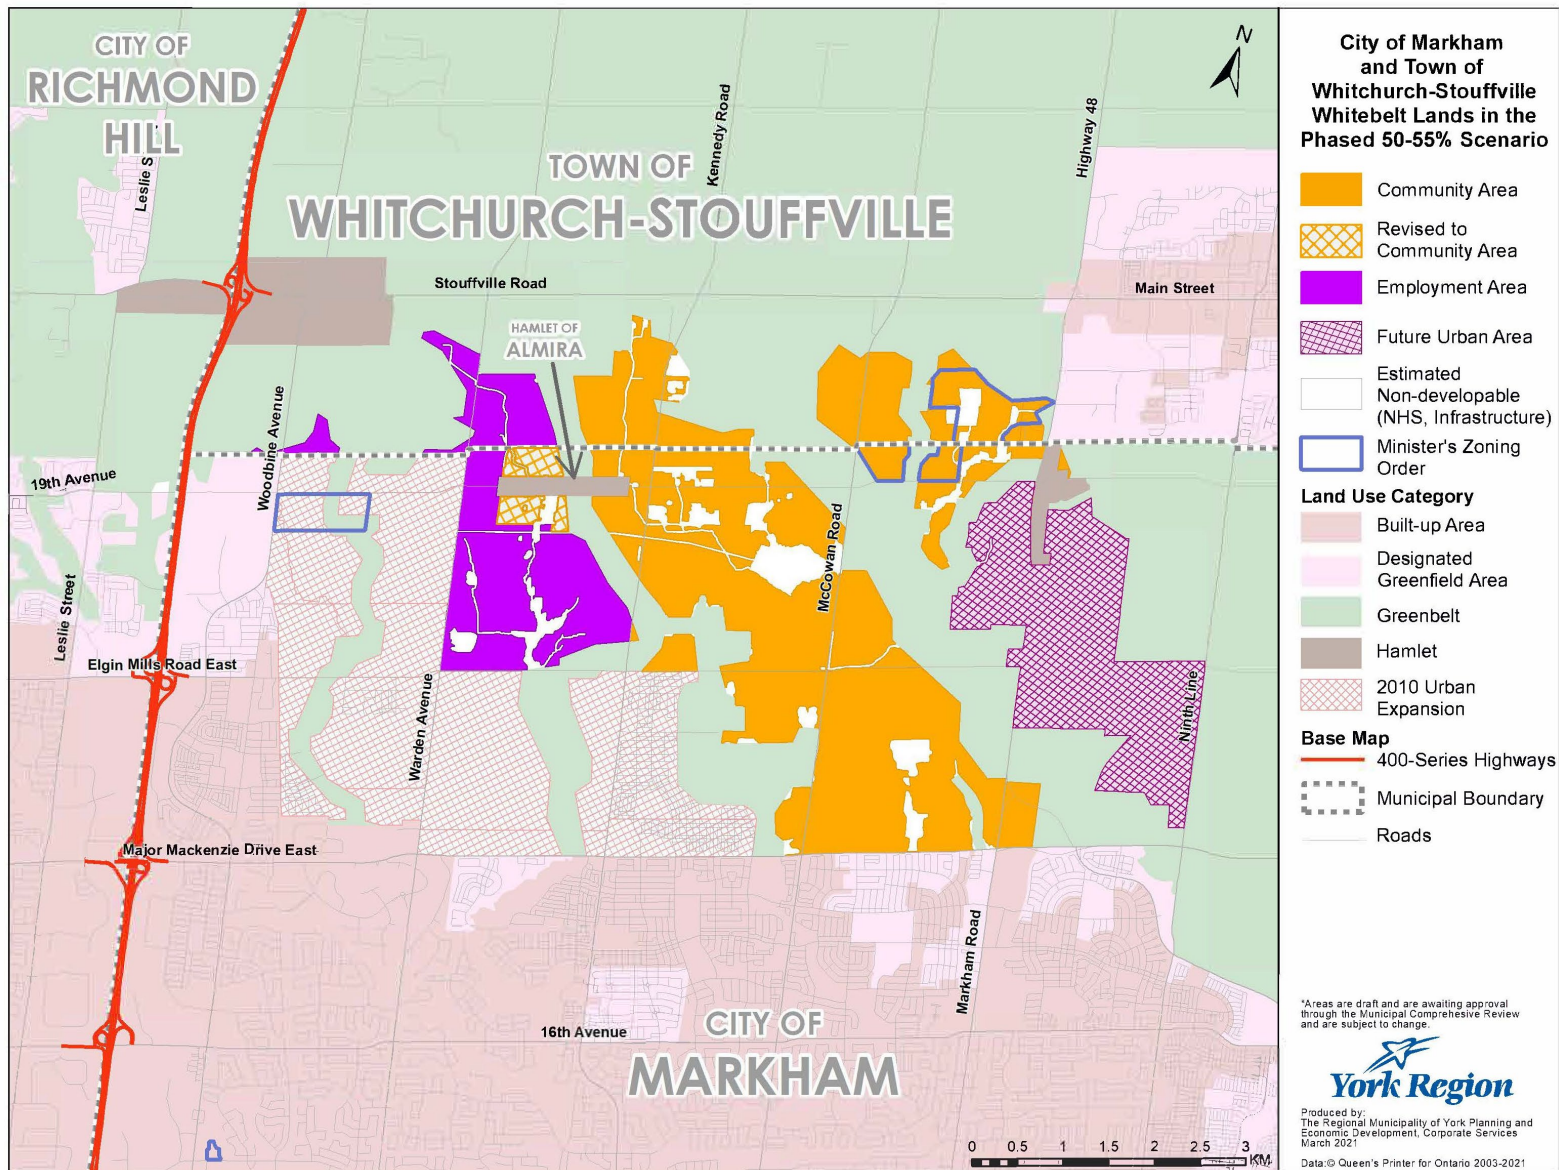 CITY OF
RICHMOND
HILL
Leslie S
TOWN OF
WHITCHURCH-STOUFFVILLE
Kennedy Road
Highway 48
N
Stouffville Road
Main Street
HAMLET OF
ALMIRA
Woodbine Avenue
19th Avenue
McCowan Road
Leslie Street
Elgin Mills Road East
Warden Avenue
Ninth Line
Major Mackenzie Drive East
Markham Road
16th Avenue
CITY OF
MARKHAM
0 0.5 1 1.5 2 2.5 3
KM
City of Markham
and Town of
Whitchurch-Stouffville
Whitebelt Lands in the
Phased 50-55% Scenario
Community Area
Revised to
Community Area
Employment Area
Future Urban Area
Estimated
Non-developable
(NHS, Infrastructure)
Minister's Zoning
Order
Land Use Category
Built-up Area
Designated
Greenfield Area
Greenbelt
Hamlet
2010 Urban
Expansion
Base Map
400-Series Highways
Municipal Boundary
Roads
*Areas are draft and are awaiting approval
through the Municipal Comprehesive Review
and are subject to change.
York Region
Produced by:
The Regional Municipality of York Planning and
Economic Development, Corporate Services
March 2021
Data:© Queen's Printer for Ontario 2003-2021